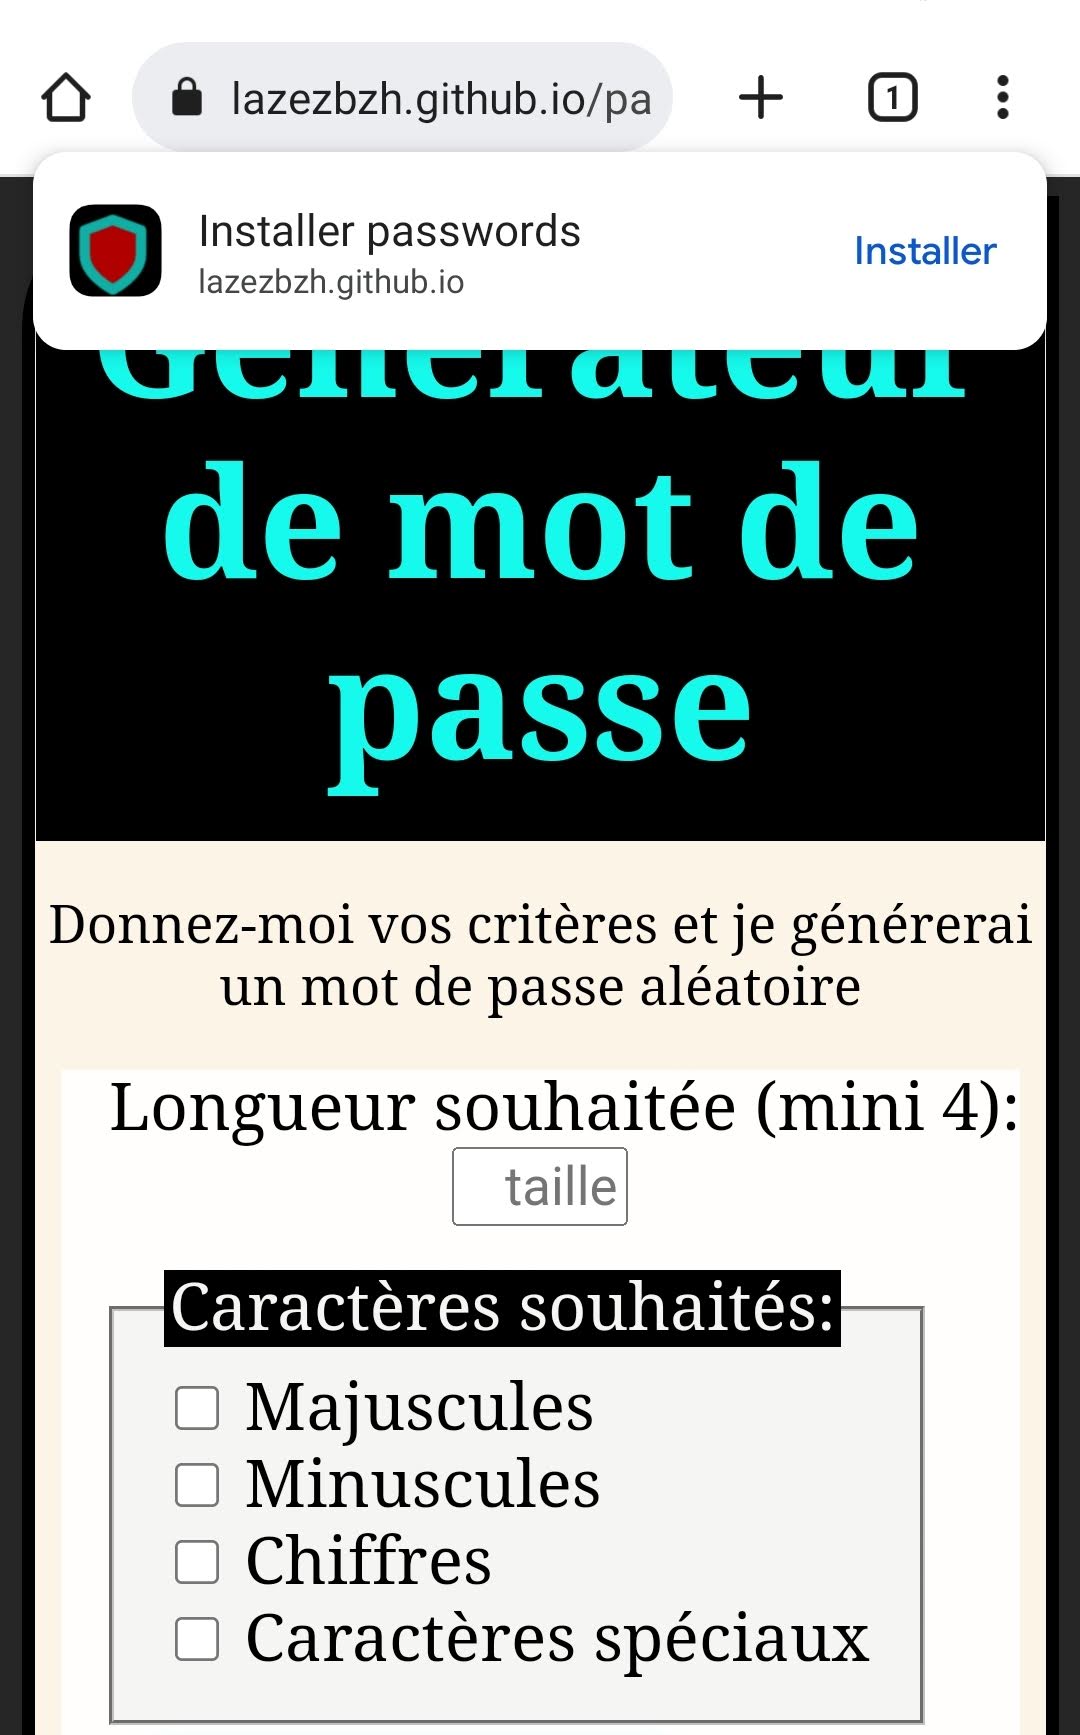 lazezbzh.github.io/pa
1
Installer passwords
lazezbzh.github.io
Installer
Générateur
de mot de
passe
Donnez-moi vos critères et je générerai
un mot de passe aléatoire
Longueur souhaitée (mini 4):
taille
Caractères souhaités:
Majuscules
Minuscules
Chiffres
Caractères spéciaux